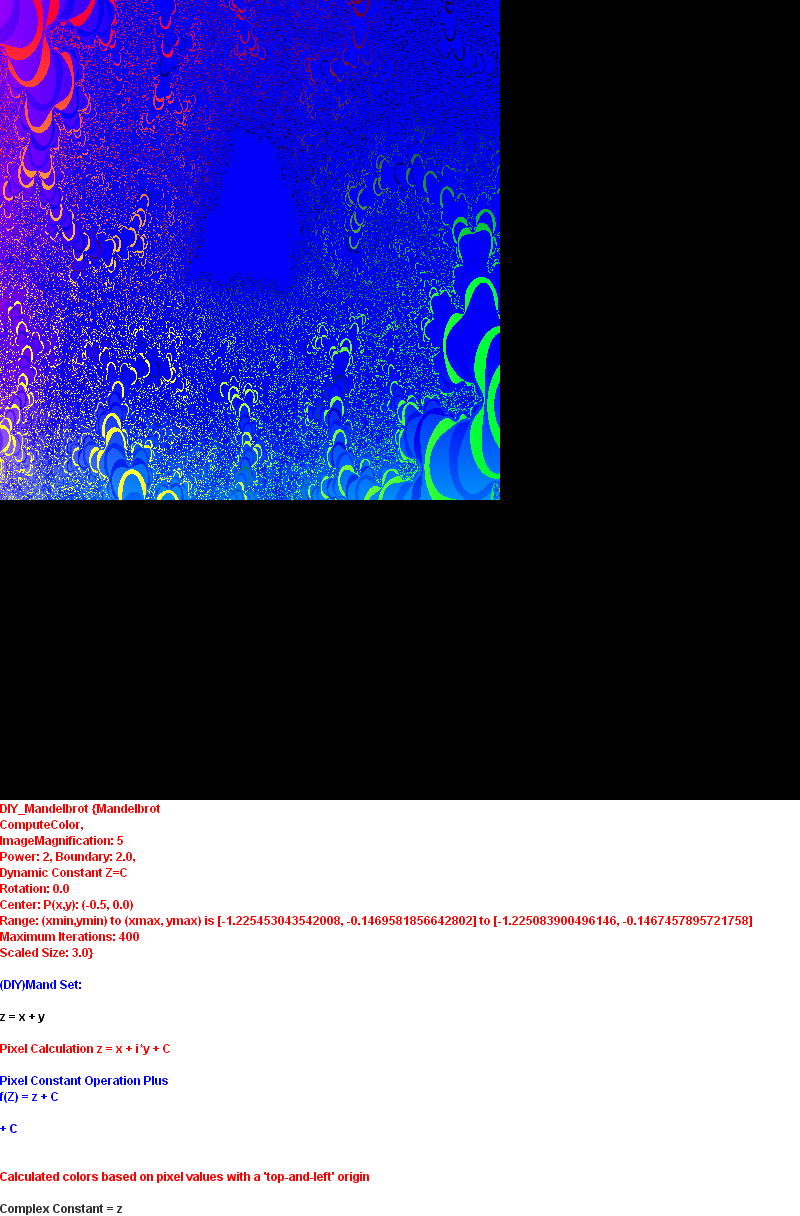 DIY_Mandelbrot {Mandelbrot
ComputeColor,
ImageMagnification: 5
Power: 2, Boundary: 2.0,
Dynamic Constant Z=C
Rotation: 0.0
Center: P(x,y): (-0.5, 0.0)
Range: (xmin,ymin) to (xmax, ymax) is [-1.225453043542008, -0.1469581856642802] to [-1.225083900496146, -0.1467457895721758]
Maximum Iterations: 400
Scaled Size: 3.0}
(DIY)Mand Set:
z = x + y
Pixel Calculation z = x + i*y + C
Pixel Constant Operation Plus
f(Z) = z + C
+ C
Calculated colors based on pixel values with a 'top-and-left' origin
Complex Constant = z